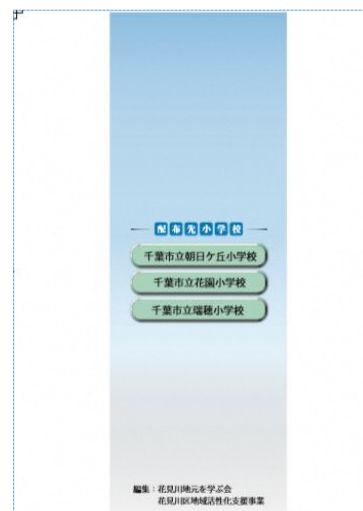 配布先小学校
千葉市立朝日ケ丘小学校
千葉市立花園小学校
千葉市立瑞穂小学校
編集：花見川地元を学ぶ会
花見川区地域活性化支援事業